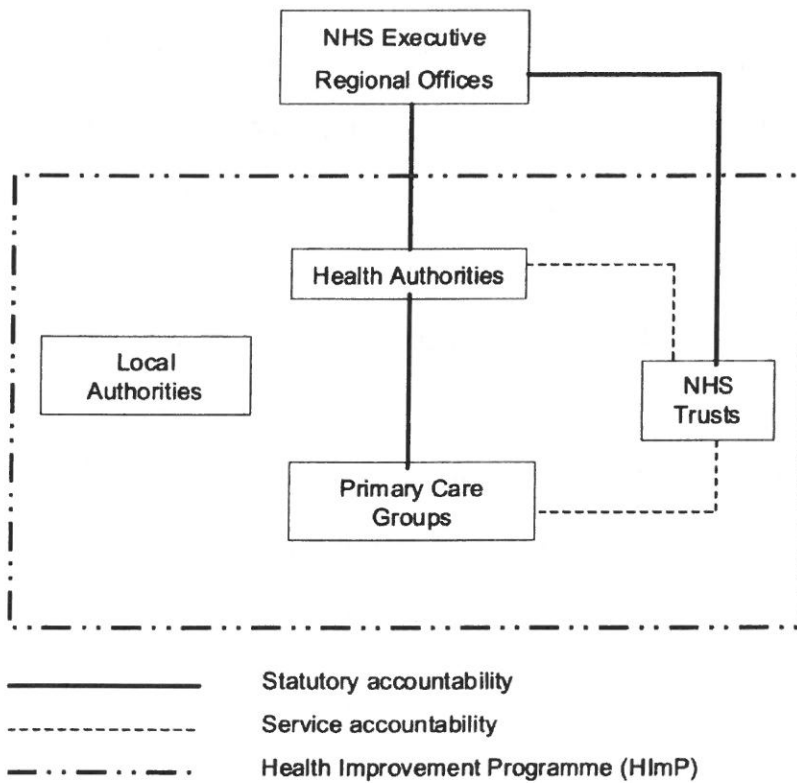 NHS Executive
Regional Offices
Health Authorities
Local
Authorities
NHS
Trusts
Primary Care
Groups
Statutory accountability
Service accountability
Health Improvement Programme (HImP)